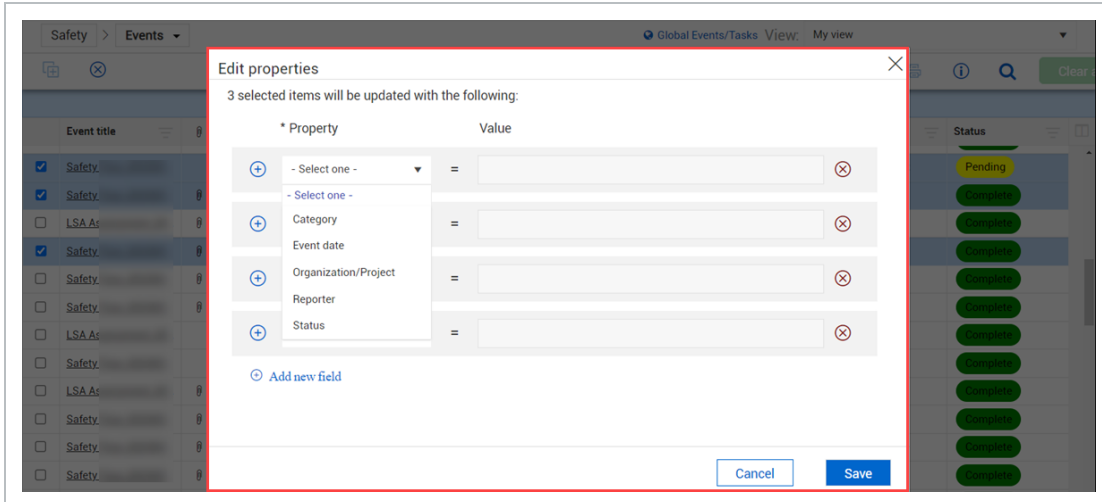 Safety > Events
Global Events/Tasks View: My view
Edit properties
Clear
3 selected items will be updated with the following:
* Property Value
Event title Status
- Select one - =
Safety Pending
- Select one -
Safety Complete
Category =
LSA Complete
Event date
Safety Complete
Organization/Project =
Safety Complete
Reporter
Safety Complete
Status =
LSA Complete
Safety Complete
Add new field
LSA Complete
Safety Complete
Safety Complete
Safety Complete
Cancel Save